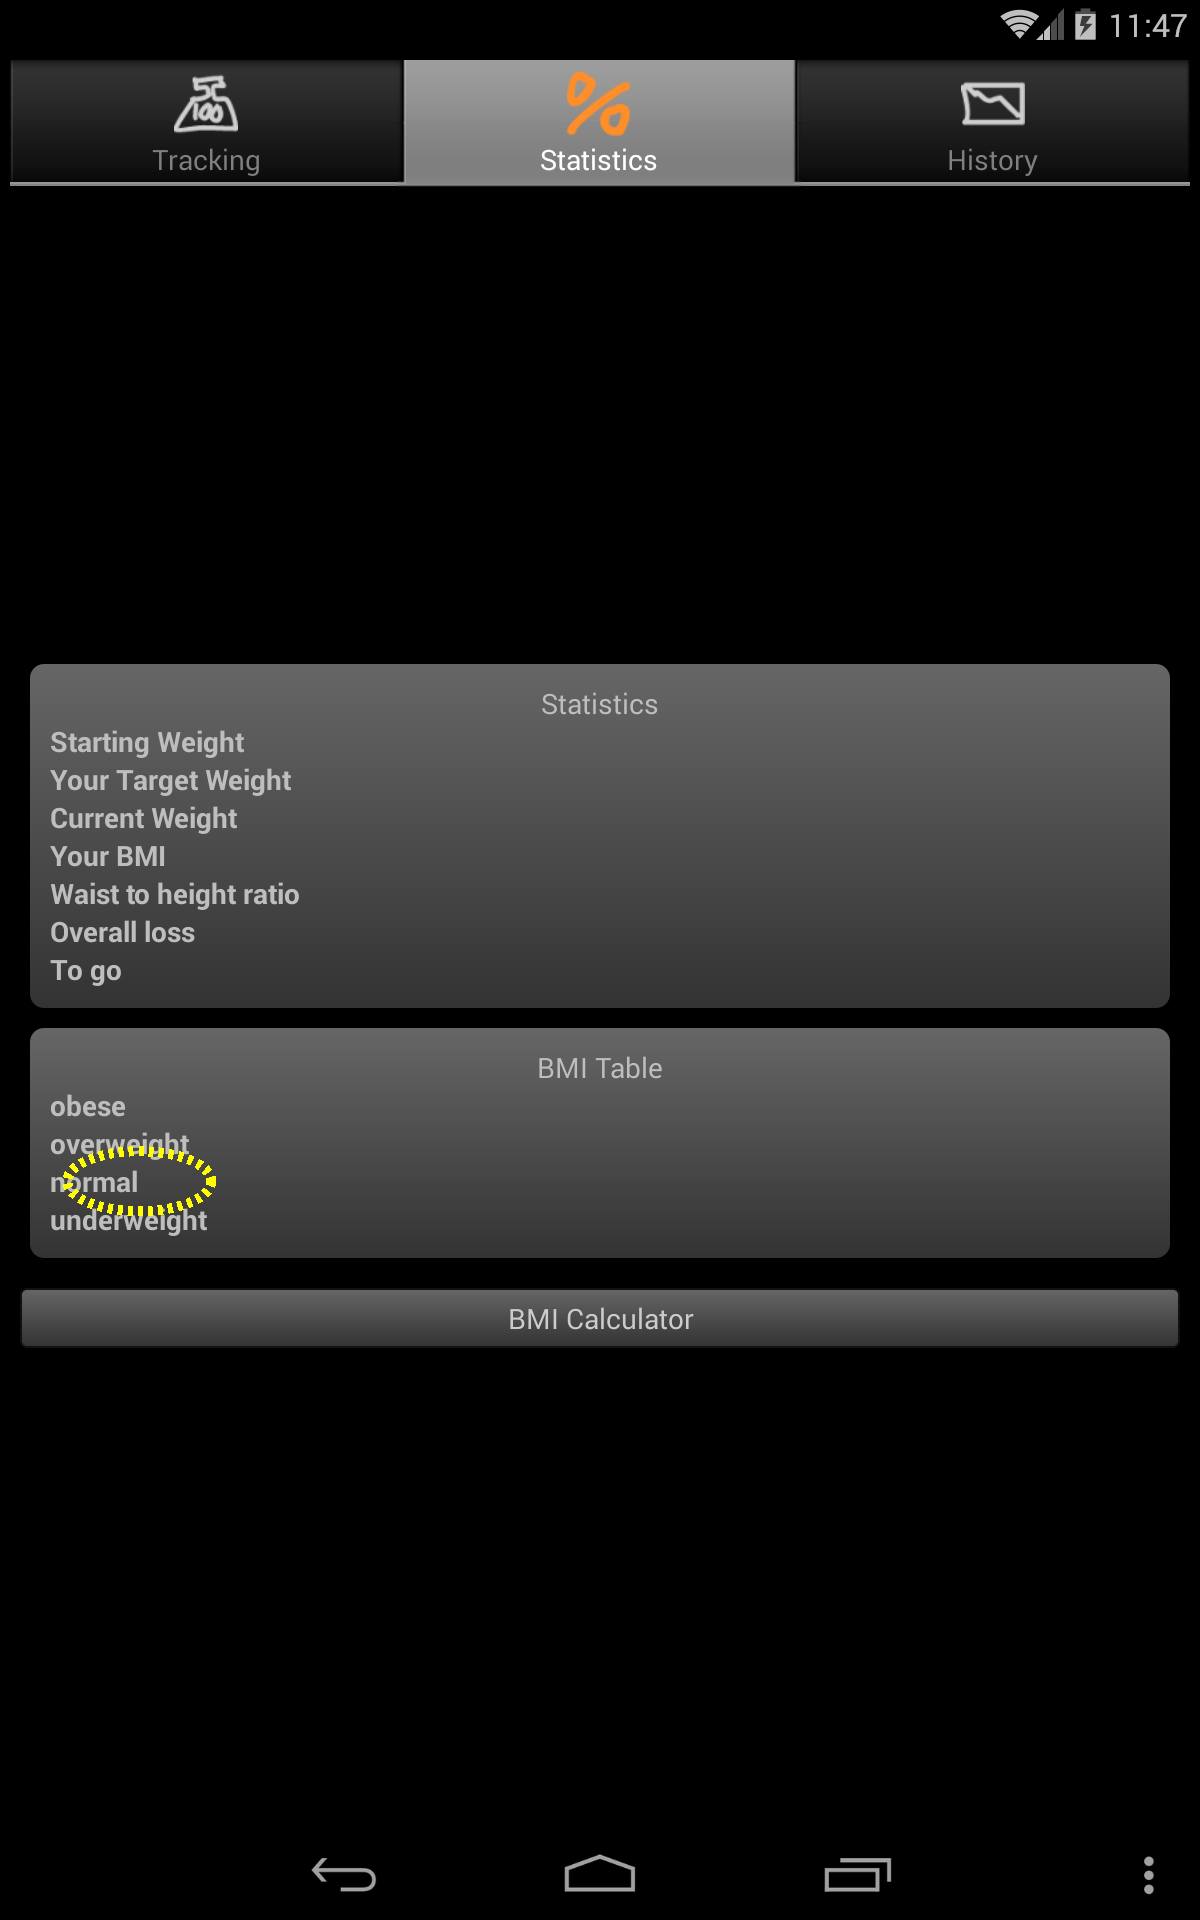 11:47
100
Tracking
%
Statistics
History
Statistics
Starting Weight
Your Target Weight
Current Weight
Your BMI
Waist to height ratio
Overall loss
To go
BMI Table
obese
overweight
normal
underweight
BMI Calculator